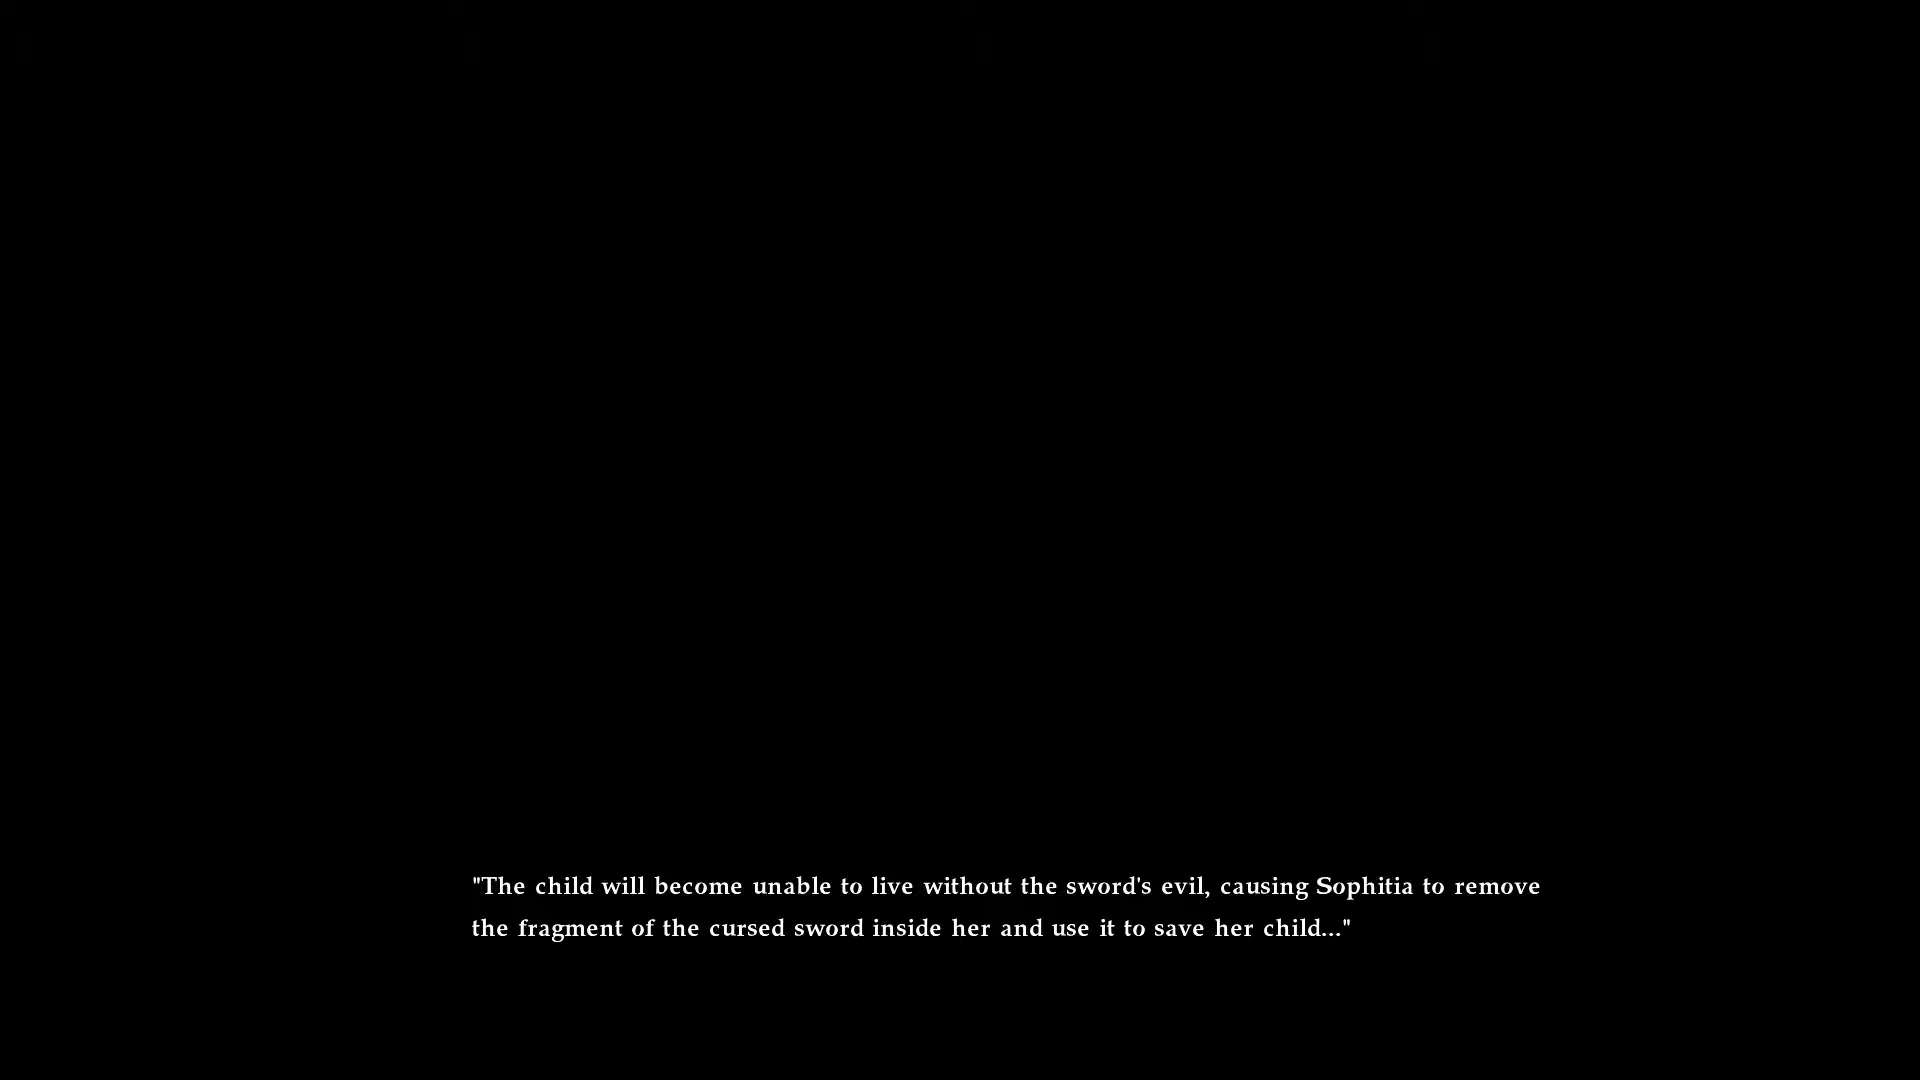 "The child will become unable to live without the sword's evil, causing Sophitia to remove
the fragment of the cursed sword inside her and use it to save her child..."